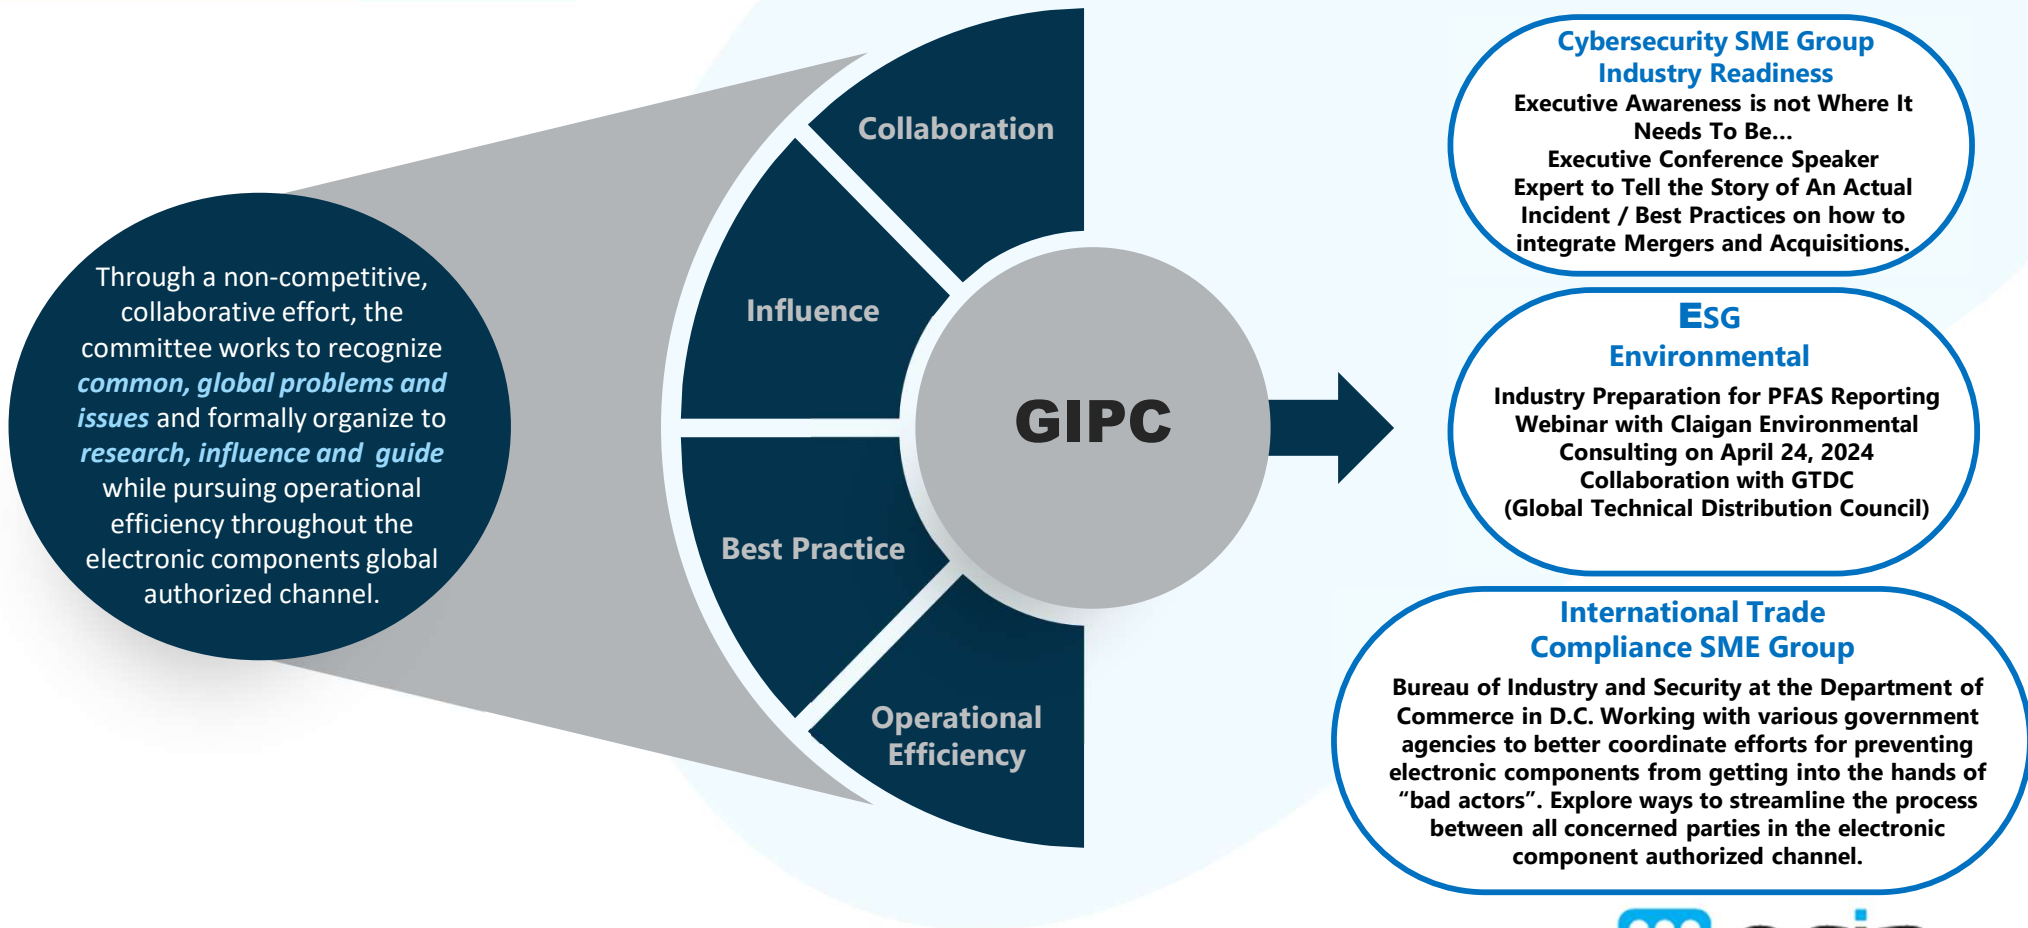 Through a non-competitive,
collaborative effort, the
committee works to recognize
common, global problems and
issues and formally organize to
research, influence and  guide
while pursuing operational
efficiency throughout the
electronic components global
authorized channel.
Collaboration
Influence
Best Practice
Operational
Efficiency
GIPC
Cybersecurity SME Group
Industry Readiness
Executive Awareness is not Where It
Needs To Be...
Executive Conference Speaker
Expert to Tell the Story of An Actual
Incident / Best Practices on how to
integrate Mergers and Acquisitions.
ESG
Environmental
Industry Preparation for PFAS Reporting
Webinar with Claigan Environmental
Consulting on April 24, 2024
Collaboration with GTDC
(Global Technical Distribution Council)
International Trade
Compliance SME Group
Bureau of Industry and Security at the Department of
Commerce in D.C. Working with various government
agencies to better coordinate efforts for preventing
electronic components from getting into the hands of
“bad actors”. Explore ways to streamline the process
between all concerned parties in the electronic
component authorized channel.